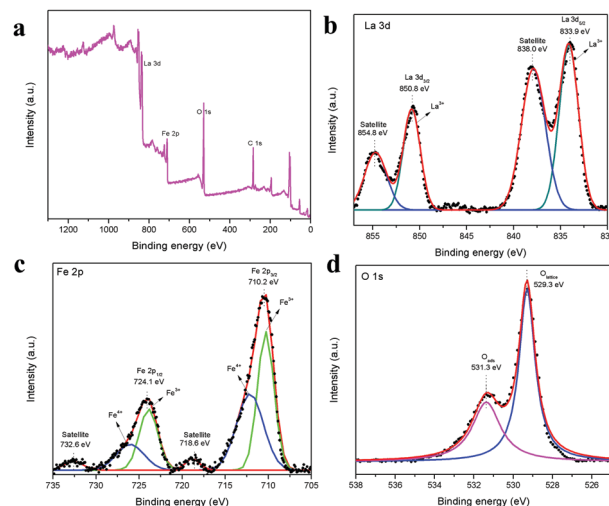 a
La 3d
Fe 2p
O 1s
C 1s
Intensity (a.u.)
1300 1200 1000 800 600 400 200 0
Binding energy (eV)
b
La 3d
La 3d5/2
833.9 eV
Satellite
838.0 eV
La3+
La 3d3/2
850.8 eV
La3+
Satellite
854.8 eV
Intensity (a.u.)
855 850 845 840 835 830
Binding energy (eV)
c
Fe 2p
Fe 2p3/2
710.2 eV
Fe3+
Fe4+
Fe 2p1/2
724.1 eV
Fe3+
Fe4+
Satellite
732.6 eV
Satellite
718.6 eV
Intensity (a.u.)
735 730 725 720 715 710 705
Binding energy (eV)
d
O 1s
Olattice
529.3 eV
Oads
531.3 eV
Intensity (a.u.)
538 536 534 532 530 528 526
Binding energy (eV)